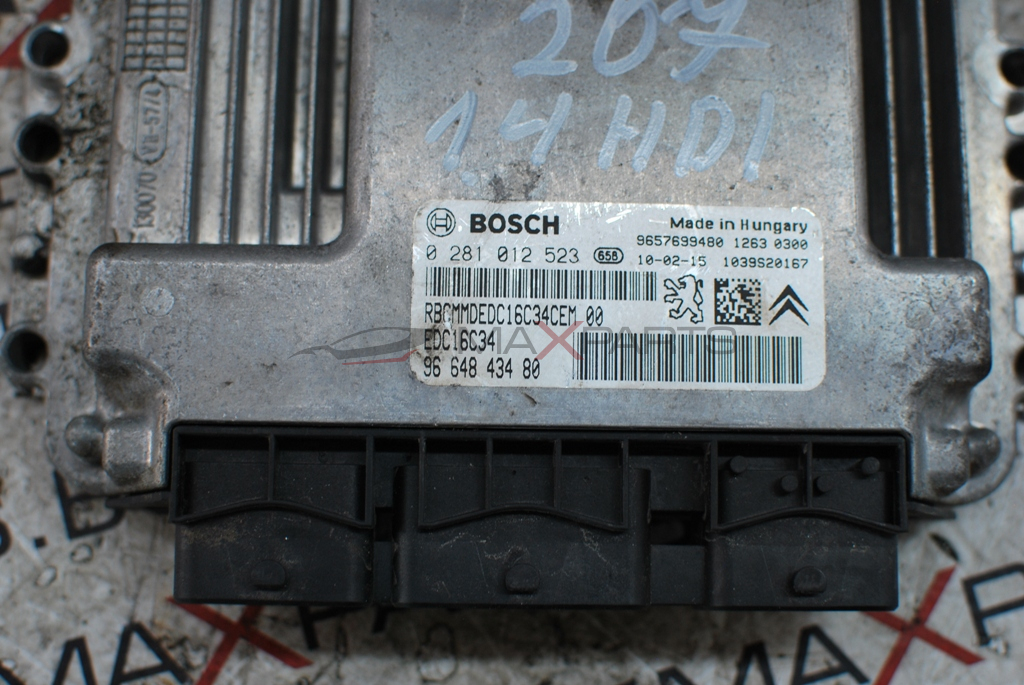 207
1.4 HDI
BOSCH
Made in Hungary
9657699480 1263 0300
0 281 012 523 658 10-02-15 1039S20167
RBCMMDEDC16C34CEM 00
EDC16C34
96 648 434 80
MAXPARTS